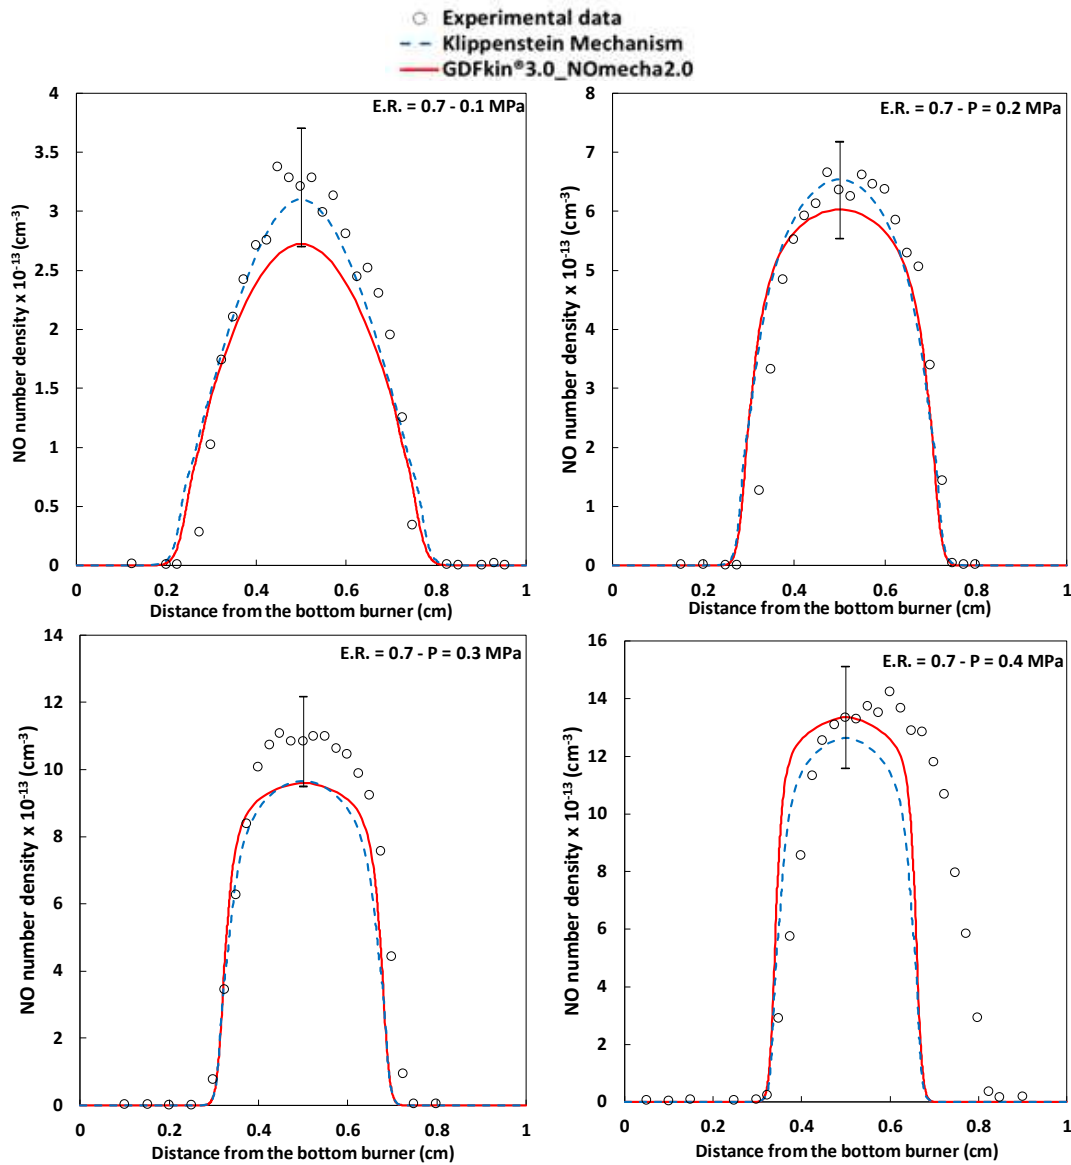 Experimental data
Klippenstein Mechanism
GDFkin®3.0_NOmecha2.0
E.R. = 0.7 - 0.1 MPa
NO number density x 10⁻¹³ (cm⁻³)
4
3.5
3
2.5
2
1.5
1
0.5
0
0 0.2 0.4 0.6 0.8 1
Distance from the bottom burner (cm)
E.R. = 0.7 - P = 0.2 MPa
NO number density x 10⁻¹³ (cm⁻³)
8
7
6
5
4
3
2
1
0
0 0.2 0.4 0.6 0.8 1
Distance from the bottom burner (cm)
E.R. = 0.7 - P = 0.3 MPa
NO number density x 10⁻¹³ (cm⁻³)
14
12
10
8
6
4
2
0
0 0.2 0.4 0.6 0.8 1
Distance from the bottom burner (cm)
E.R. = 0.7 - P = 0.4 MPa
NO number density x 10⁻¹³ (cm⁻³)
16
14
12
10
8
6
4
2
0
0 0.2 0.4 0.6 0.8 1
Distance from the bottom burner (cm)